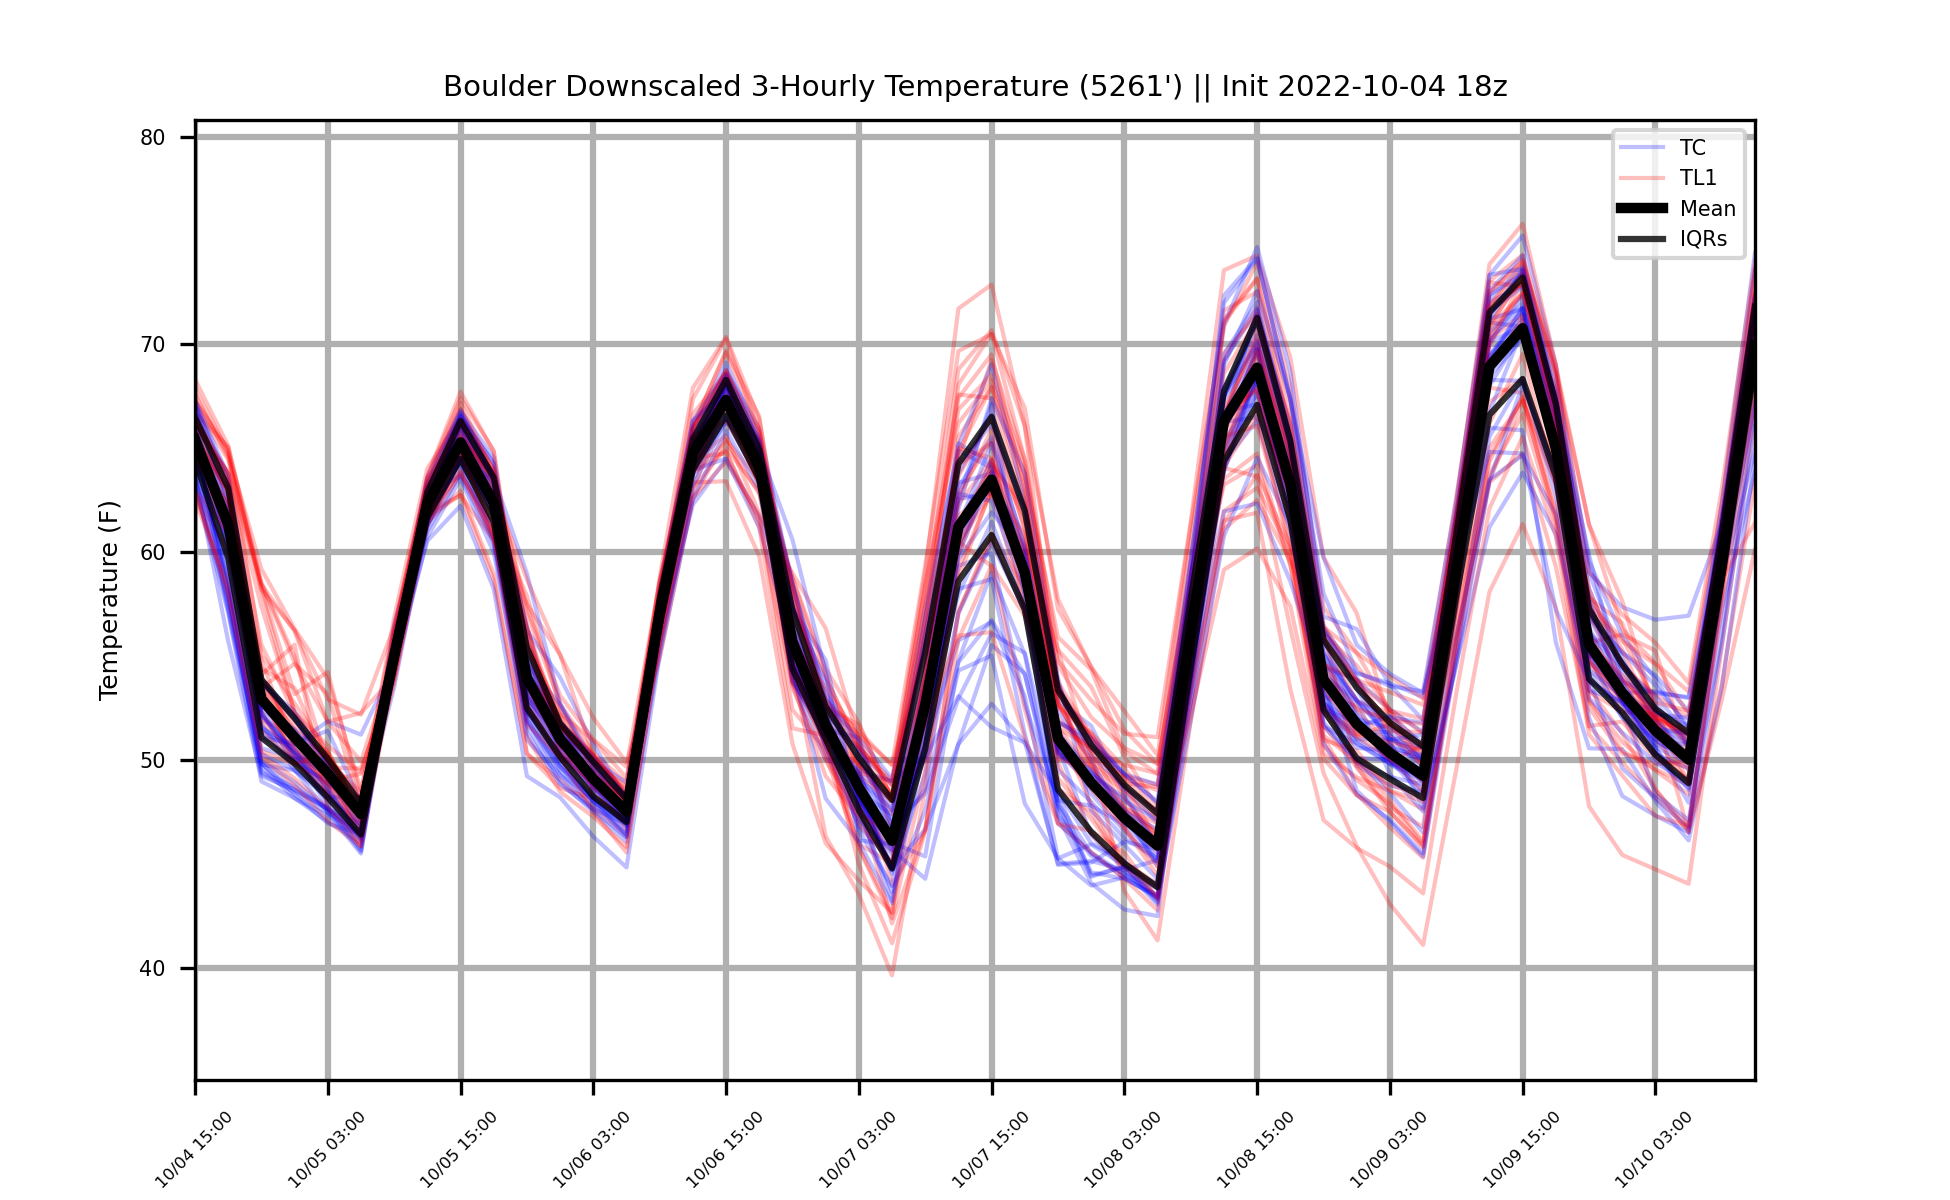 Boulder Downscaled 3-Hourly Temperature (5261') || Init 2022-10-04 18z
TC
TL1
Mean
IQRs
Temperature (F)
80
70
60
50
40
10/04 15:00
10/05 03:00
10/05 15:00
10/06 03:00
10/06 15:00
10/07 03:00
10/07 15:00
10/08 03:00
10/08 15:00
10/09 03:00
10/09 15:00
10/10 03:00